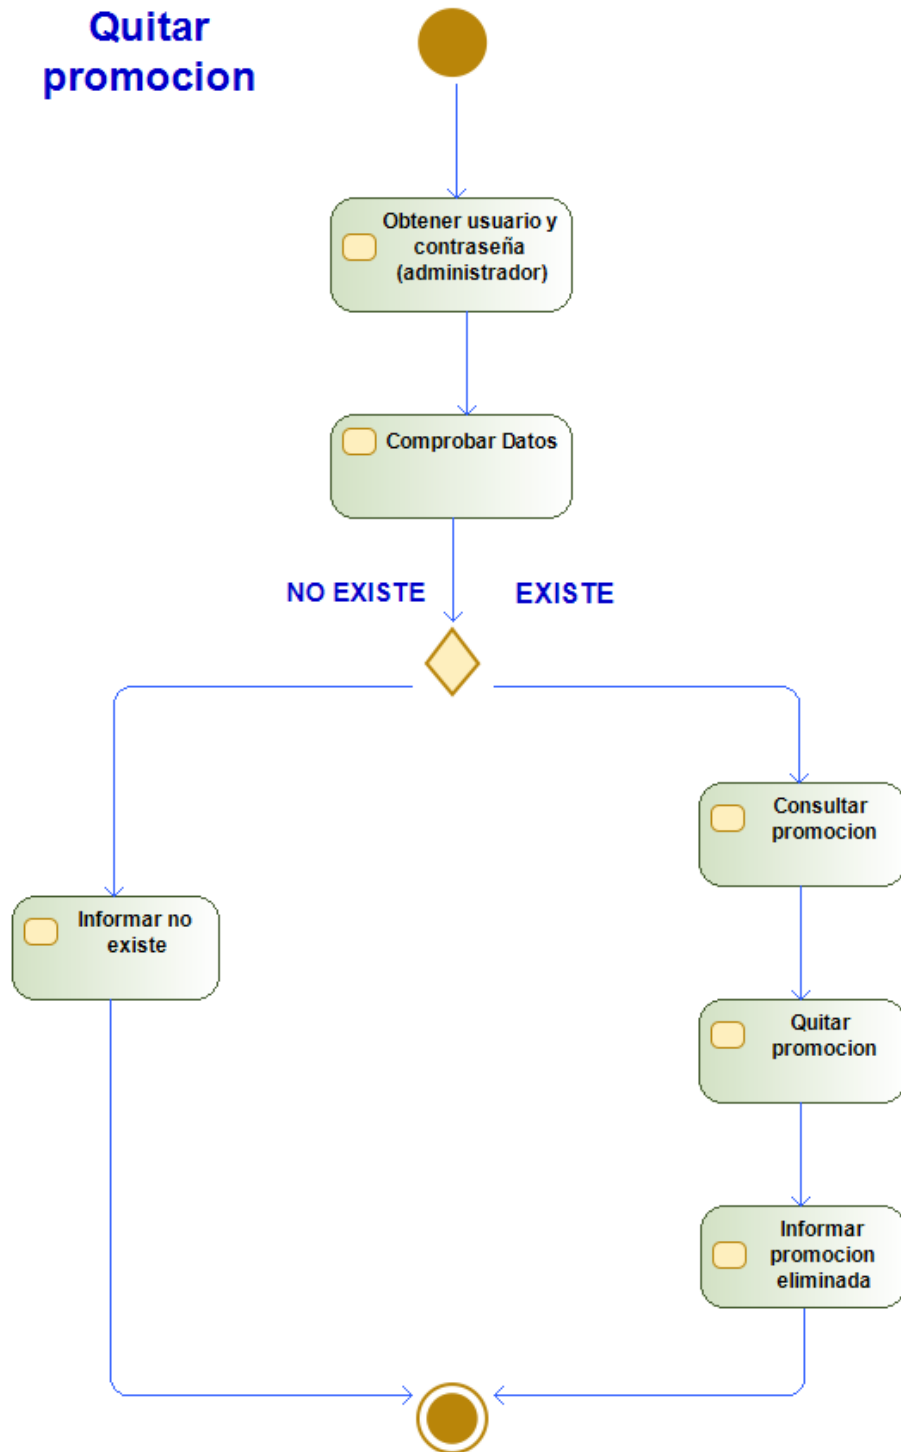 Quitar
promocion
Obtener usuario y
contraseña
(administrador)
Comprobar Datos
NO EXISTE
EXISTE
Consultar
promocion
Informar no
existe
Quitar
promocion
Informar
promocion
eliminada